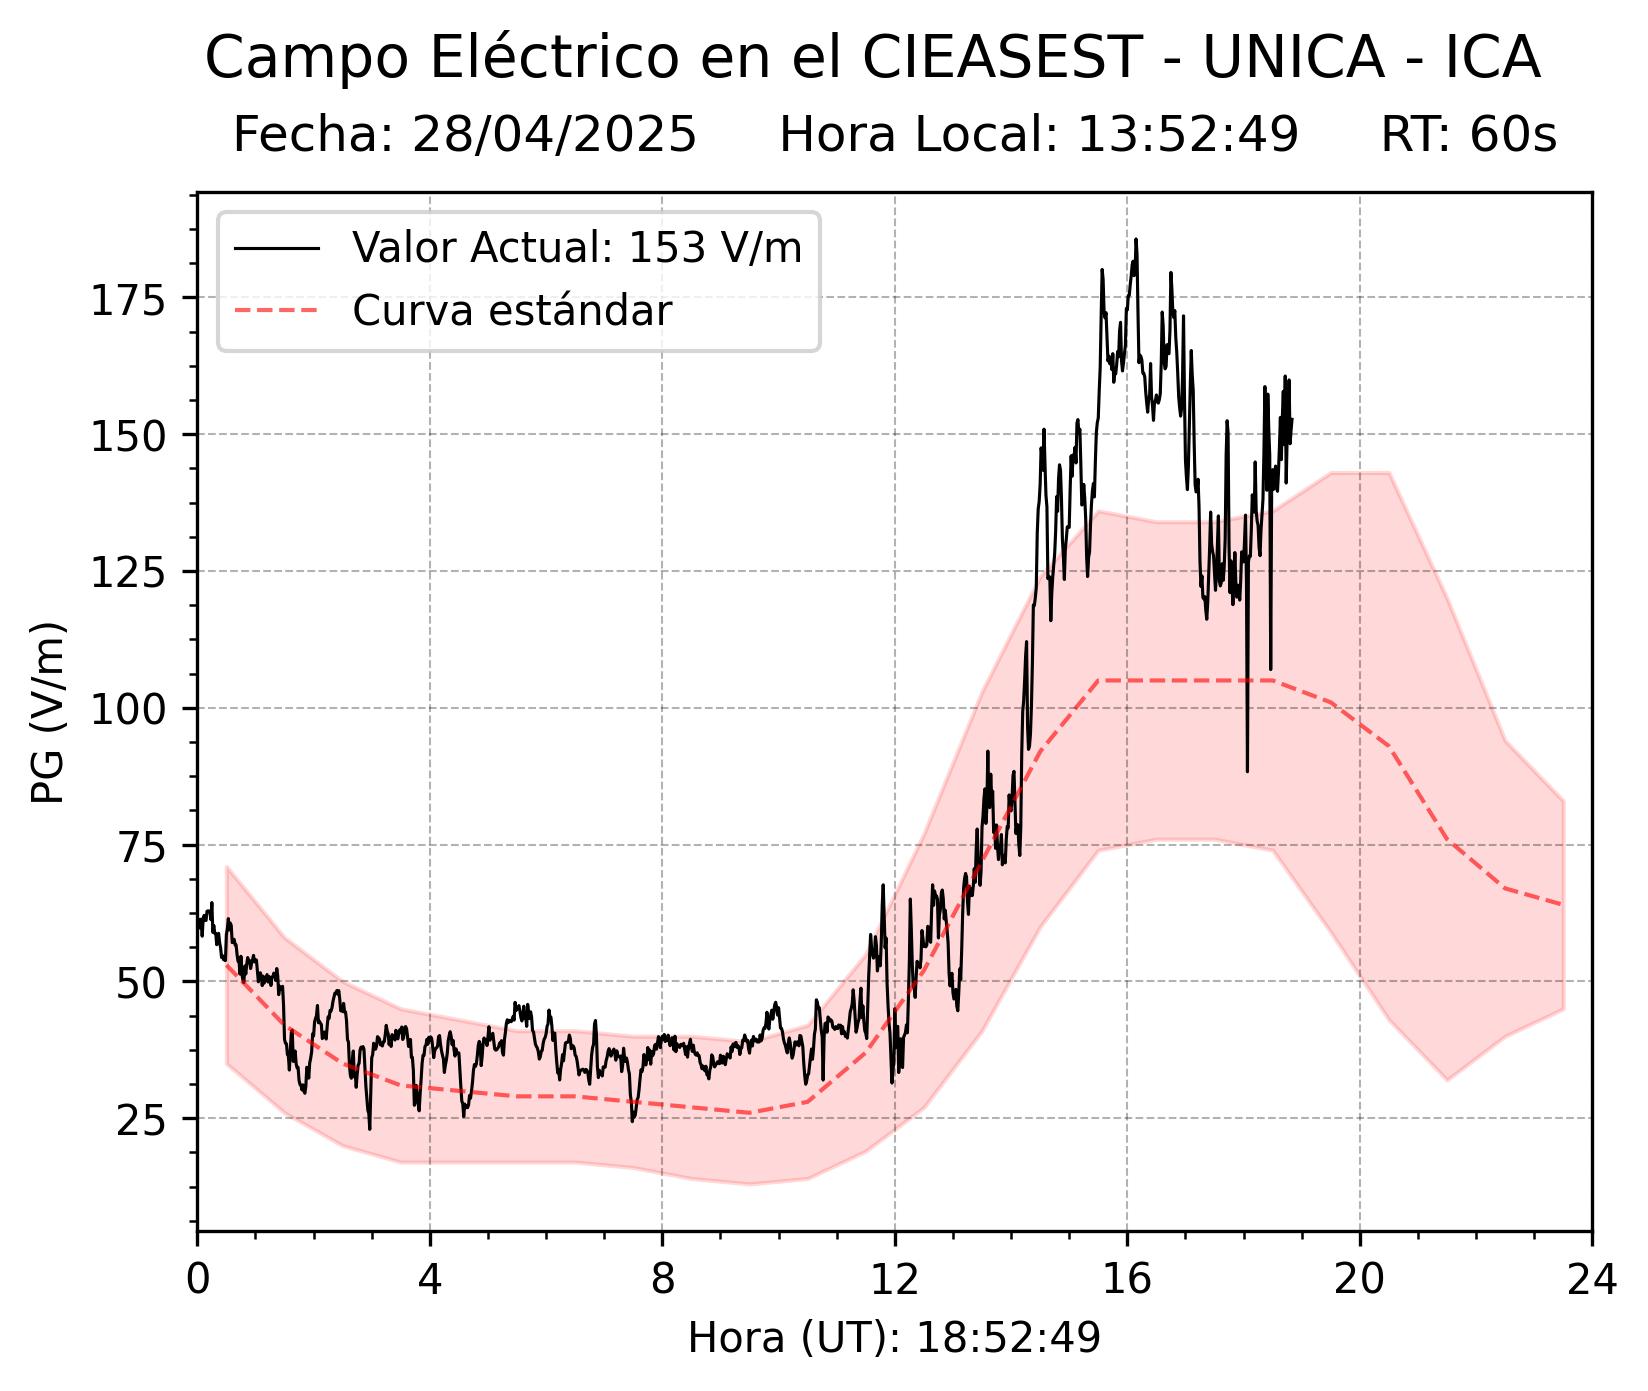 Campo Eléctrico en el CIEASEST - UNICA - ICA
Fecha: 28/04/2025 Hora Local: 13:52:49 RT: 60s
Valor Actual: 153 V/m
Curva estándar
175
150
125
100
75
50
25
PG (V/m)
0 4 8 12 16 20 24
Hora (UT): 18:52:49